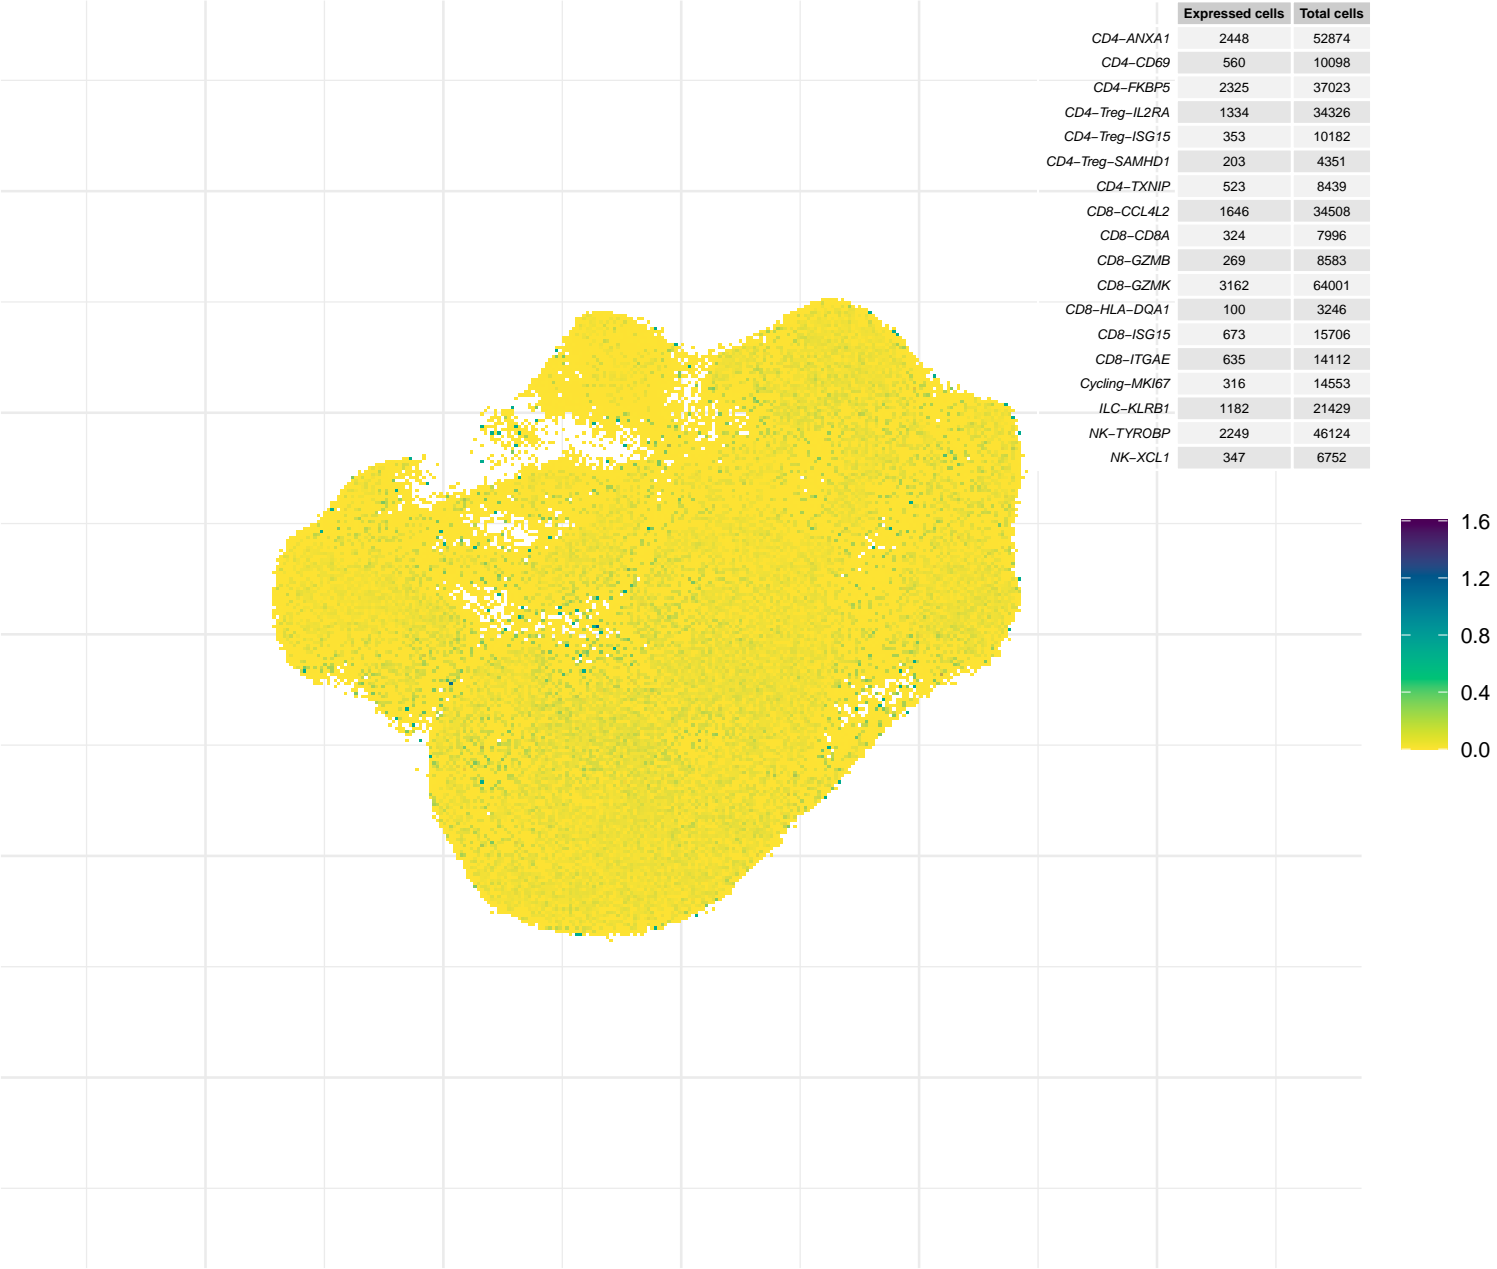 Expressed cells Total cells
CD4−ANXA1 2448 52874
CD4−CD69 560 10098
CD4−FKBP5 2325 37023
CD4−Treg−IL2RA 1334 34326
CD4−Treg−ISG15 353 10182
CD4−Treg−SAMHD1 203 4351
CD4−TXNIP 523 8439
CD8−CCL4L2 1646 34508
CD8−CD8A 324 7996
CD8−GZMB 269 8583
CD8−GZMK 3162 64001
CD8−HLA−DQA1 100 3246
CD8−ISG15 673 15706
CD8−ITGAE 635 14112
Cycling−MKI67 316 14553
ILC−KLRB1 1182 21429
NK−TYROBP 2249 46124
NK−XCL1 347 6752
1.6
1.2
0.8
0.4
0.0